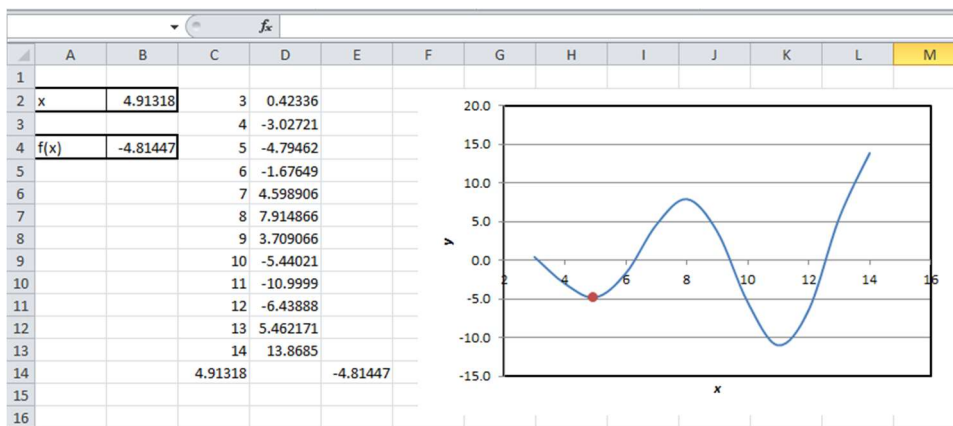 fx
A B C D E F G H I J K L M
1
2 x 4.91318 3 0.42336
3 4 -3.02721
4 f(x) -4.81447 5 -4.79462
5 6 -1.67649
6 7 4.598906
7 8 7.914866
8 9 3.709066
9 10 -5.44021
10 11 -10.9999
11 12 -6.43888
12 13 5.462171
13 14 13.8685
14 4.91318 -4.81447
15
16
20.0
15.0
10.0
5.0
0.0
-5.0
-10.0
-15.0
y
2 4 6 8 10 12 14 16
x